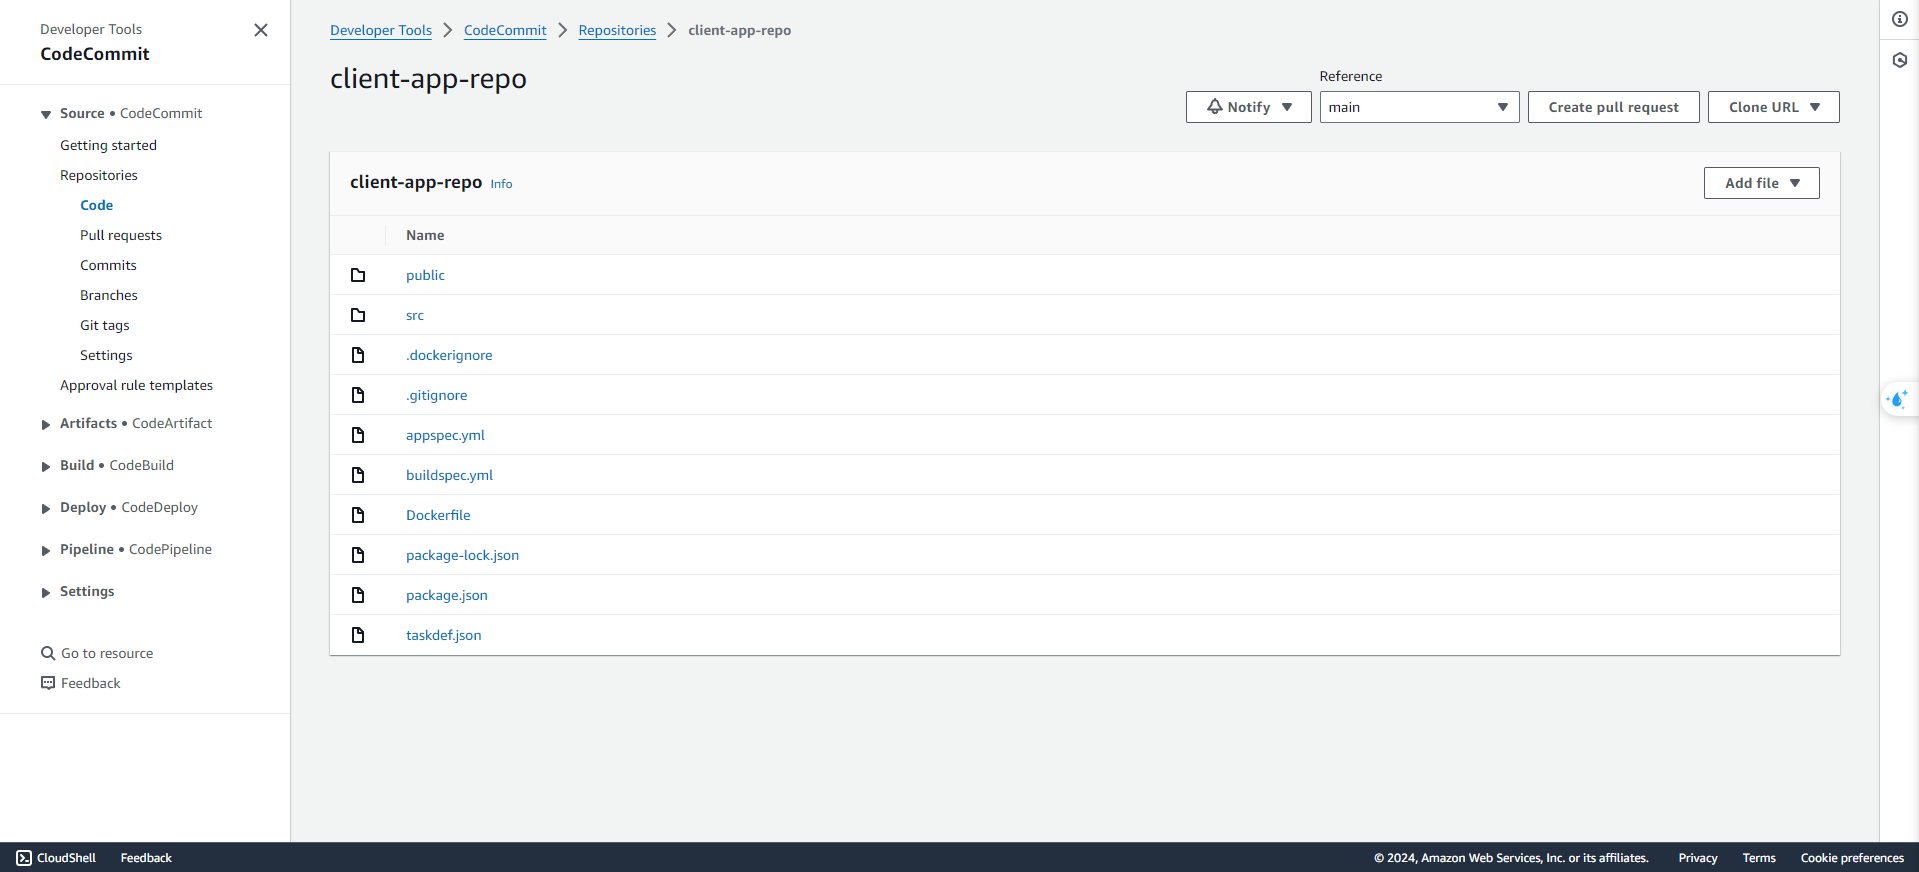 Developer Tools
CodeCommit
Source • CodeCommit
Getting started
Repositories
Code
Pull requests
Commits
Branches
Git tags
Settings
Approval rule templates
Artifacts • CodeArtifact
Build • CodeBuild
Deploy • CodeDeploy
Pipeline • CodePipeline
Settings
Go to resource
Feedback
Developer Tools > CodeCommit > Repositories > client-app-repo
client-app-repo
Reference
Notify
main
Create pull request
Clone URL
client-app-repo Info
Add file
Name
public
src
.dockerignore
.gitignore
appspec.yml
buildspec.yml
Dockerfile
package-lock.json
package.json
taskdef.json
CloudShell Feedback © 2024, Amazon Web Services, Inc. or its affiliates. Privacy Terms Cookie preferences